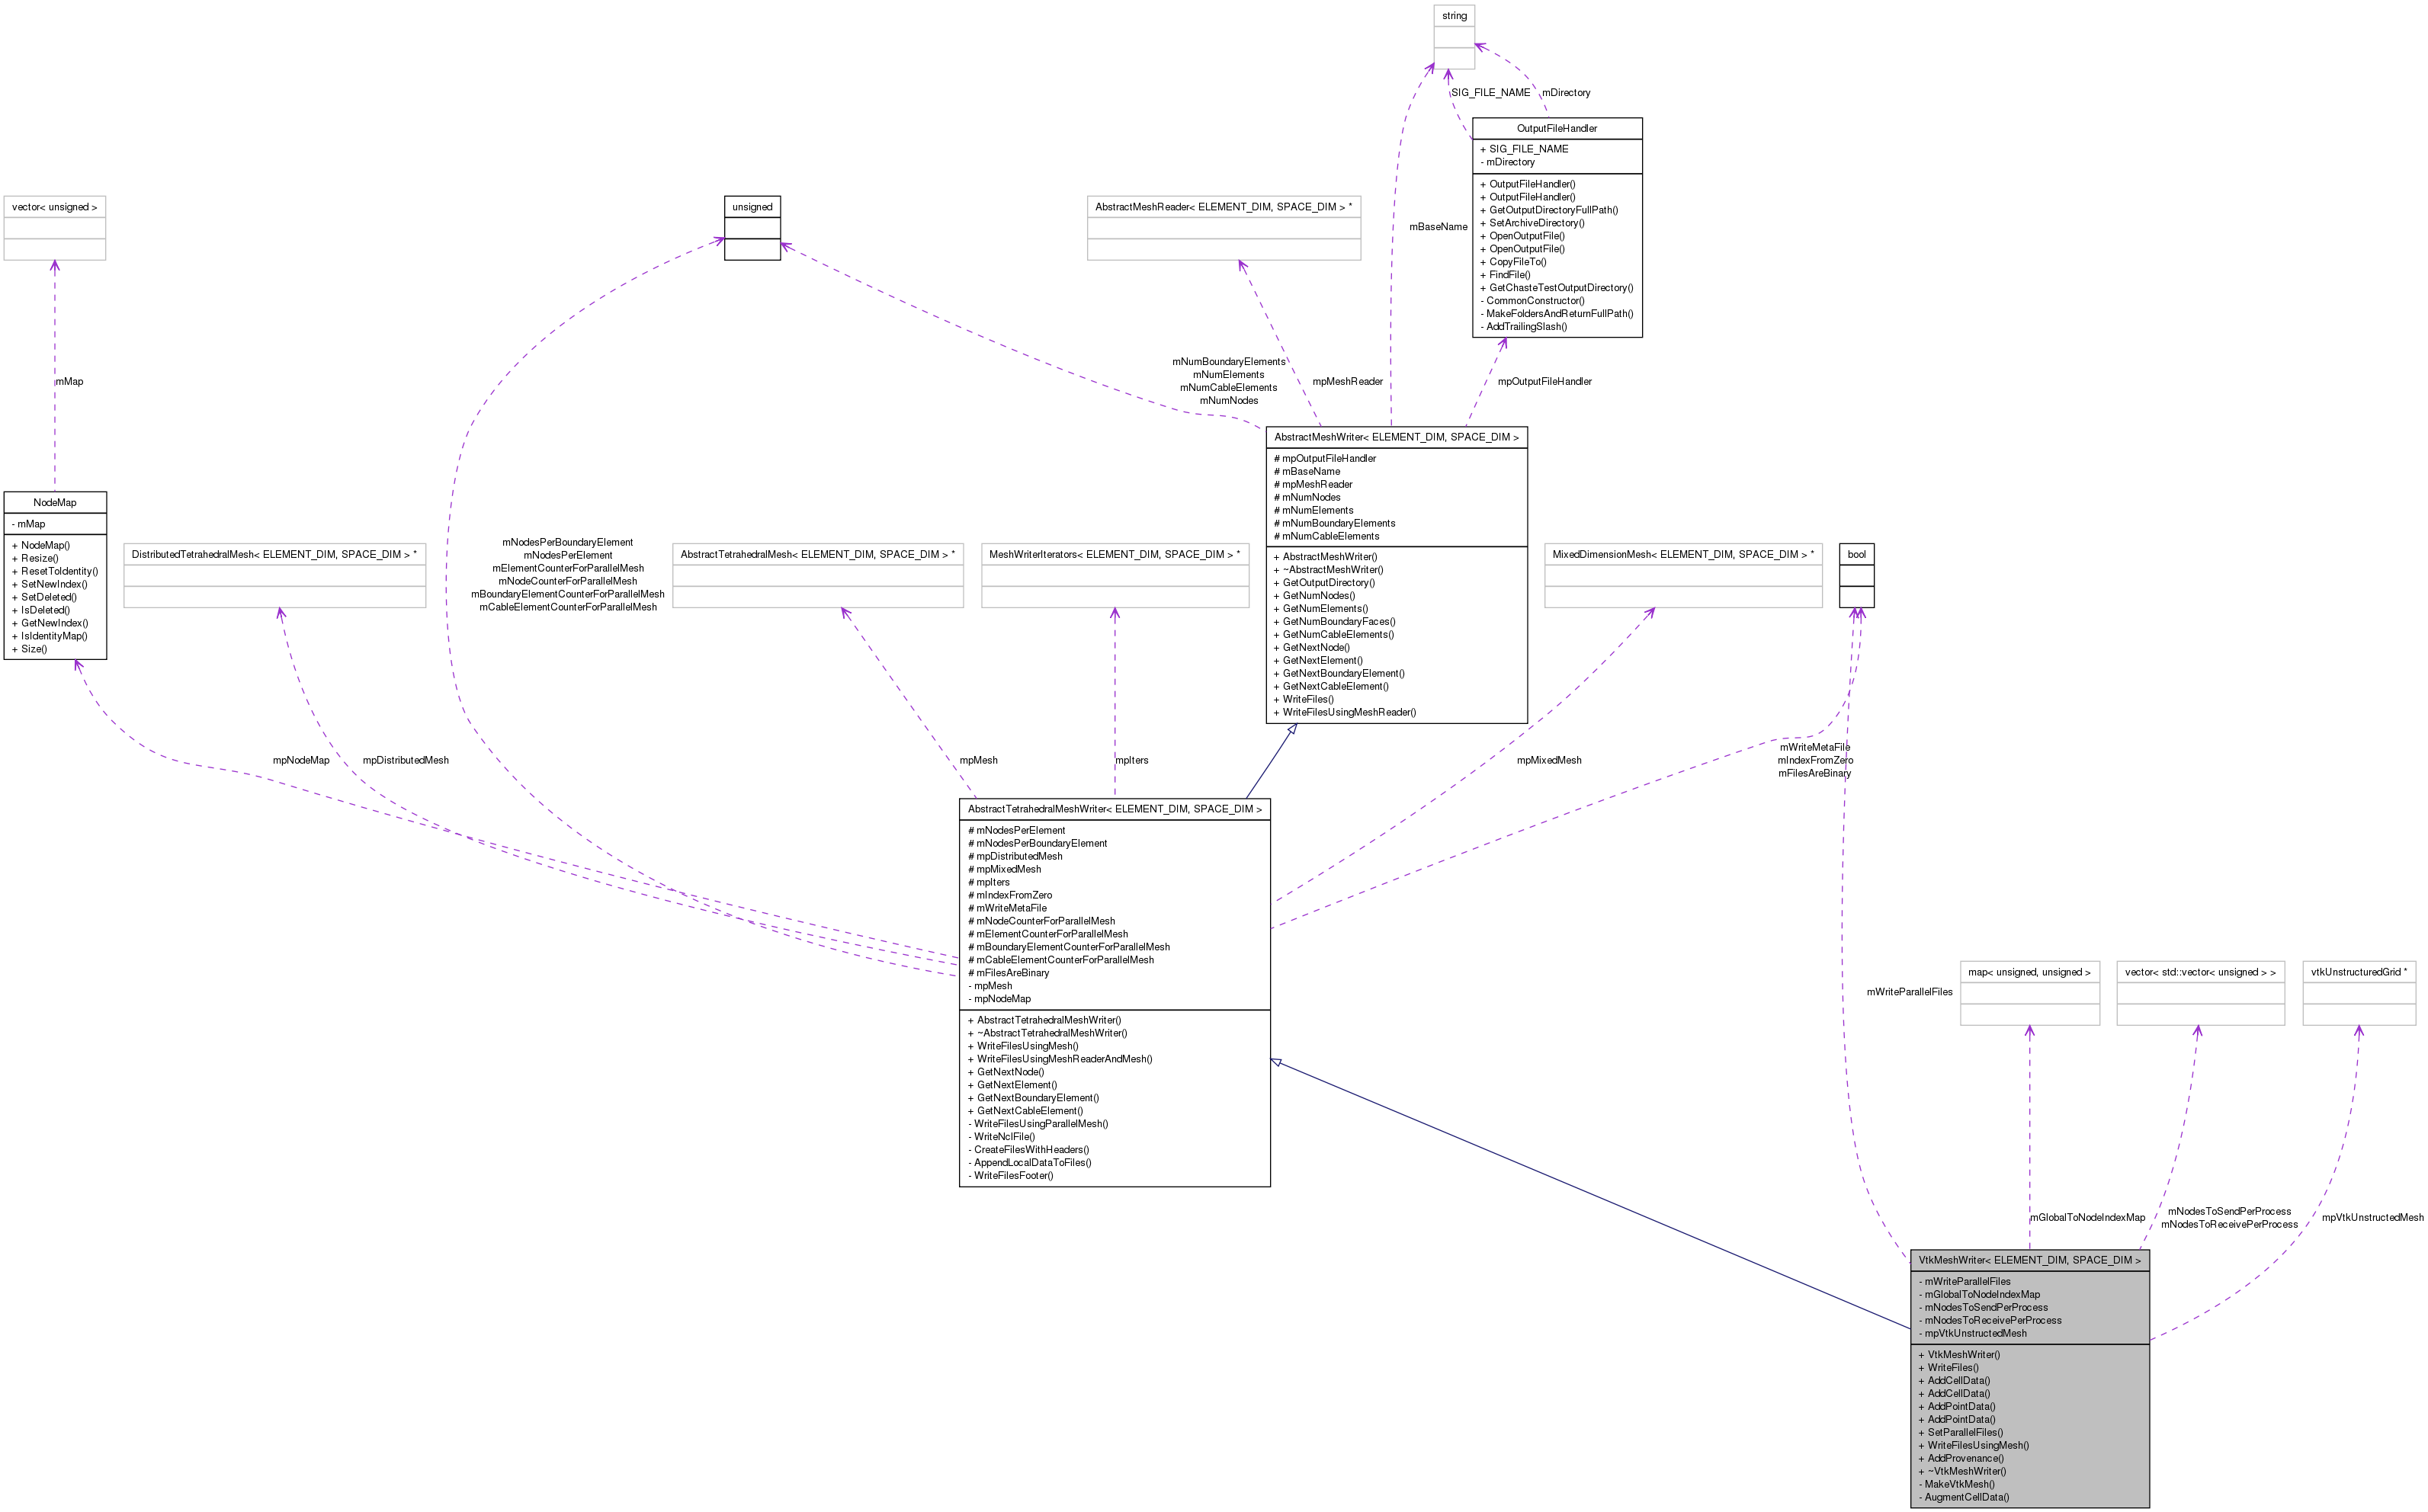 string
SIG_FILE_NAME
mDirectory
OutputFileHandler
+ SIG_FILE_NAME
- mDirectory
+ OutputFileHandler()
+ OutputFileHandler()
+ GetOutputDirectoryFullPath()
+ SetArchiveDirectory()
+ OpenOutputFile()
+ OpenOutputFile()
+ CopyFileTo()
+ FindFile()
+ GetChasteTestOutputDirectory()
- CommonConstructor()
- MakeFoldersAndReturnFullPath()
- AddTrailingSlash()
vector< unsigned >
unsigned
AbstractMeshReader< ELEMENT_DIM, SPACE_DIM > *
mBaseName
mMap
mNumBoundaryElements
mNumElements
mNumCableElements
mNumNodes
mpMeshReader
mpOutputFileHandler
AbstractMeshWriter< ELEMENT_DIM, SPACE_DIM >
# mpOutputFileHandler
# mBaseName
# mpMeshReader
# mNumNodes
# mNumElements
# mNumBoundaryElements
# mNumCableElements
+ AbstractMeshWriter()
+ ~AbstractMeshWriter()
+ GetOutputDirectory()
+ GetNumNodes()
+ GetNumElements()
+ GetNumBoundaryFaces()
+ GetNumCableElements()
+ GetNextNode()
+ GetNextElement()
+ GetNextBoundaryElement()
+ GetNextCableElement()
+ WriteFiles()
+ WriteFilesUsingMeshReader()
NodeMap
- mMap
+ NodeMap()
+ Resize()
+ ResetToIdentity()
+ SetNewIndex()
+ SetDeleted()
+ IsDeleted()
+ GetNewIndex()
+ IsIdentityMap()
+ Size()
DistributedTetrahedralMesh< ELEMENT_DIM, SPACE_DIM > *
mNodesPerBoundaryElement
mNodesPerElement
mElementCounterForParallelMesh
mNodeCounterForParallelMesh
mBoundaryElementCounterForParallelMesh
mCableElementCounterForParallelMesh
AbstractTetrahedralMesh< ELEMENT_DIM, SPACE_DIM > *
MeshWriterIterators< ELEMENT_DIM, SPACE_DIM > *
MixedDimensionMesh< ELEMENT_DIM, SPACE_DIM > *
bool
mpNodeMap
mpDistributedMesh
mpMesh
mpIters
mpMixedMesh
mWriteMetaFile
mIndexFromZero
mFilesAreBinary
AbstractTetrahedralMeshWriter< ELEMENT_DIM, SPACE_DIM >
# mNodesPerElement
# mNodesPerBoundaryElement
# mpDistributedMesh
# mpMixedMesh
# mpIters
# mIndexFromZero
# mWriteMetaFile
# mNodeCounterForParallelMesh
# mElementCounterForParallelMesh
# mBoundaryElementCounterForParallelMesh
# mCableElementCounterForParallelMesh
# mFilesAreBinary
- mpMesh
- mpNodeMap
+ AbstractTetrahedralMeshWriter()
+ ~AbstractTetrahedralMeshWriter()
+ WriteFilesUsingMesh()
+ WriteFilesUsingMeshReaderAndMesh()
+ GetNextNode()
+ GetNextElement()
+ GetNextBoundaryElement()
+ GetNextCableElement()
- WriteFilesUsingParallelMesh()
- WriteNclFile()
- CreateFilesWithHeaders()
- AppendLocalDataToFiles()
- WriteFilesFooter()
mWriteParallelFiles
map< unsigned, unsigned >
vector< std::vector< unsigned > >
vtkUnstructuredGrid *
mGlobalToNodeIndexMap
mNodesToSendPerProcess
mNodesToReceivePerProcess
mpVtkUnstructedMesh
VtkMeshWriter< ELEMENT_DIM, SPACE_DIM >
- mWriteParallelFiles
- mGlobalToNodeIndexMap
- mNodesToSendPerProcess
- mNodesToReceivePerProcess
- mpVtkUnstructedMesh
+ VtkMeshWriter()
+ WriteFiles()
+ AddCellData()
+ AddCellData()
+ AddPointData()
+ AddPointData()
+ SetParallelFiles()
+ WriteFilesUsingMesh()
+ AddProvenance()
+ ~VtkMeshWriter()
- MakeVtkMesh()
- AugmentCellData()